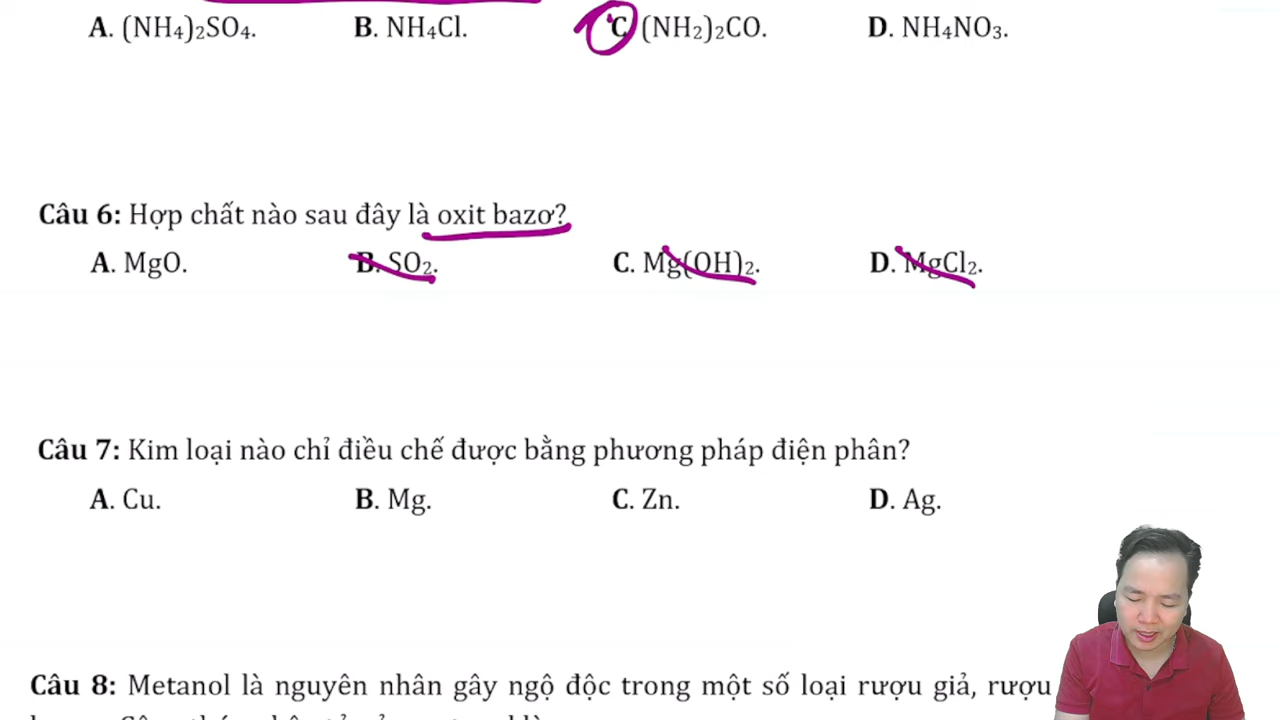 A. (NH₄)₂SO₄. B. NH₄Cl. C (NH₂)₂CO. D. NH₄NO₃.
Câu 6: Hợp chất nào sau đây là oxit bazơ?
A. MgO. B. SO₂. C. Mg(OH)₂. D. MgCl₂.
Câu 7: Kim loại nào chỉ điều chế được bằng phương pháp điện phân?
A. Cu. B. Mg. C. Zn. D. Ag.
Câu 8: Metanol là nguyên nhân gây ngộ độc trong một số loại rượu giả, rượu